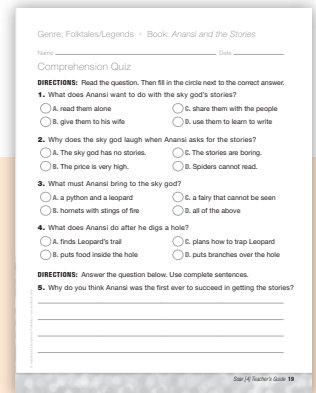 Genre: Folktales/Legends • Book: Anansi and the Stories
Name Date
Comprehension Quiz
DIRECTIONS: Read the question. Then fill in the circle next to the correct answer.
1. What does Anansi want to do with the sky god's stories?
A. read them alone C. share them with the people
B. give them to his wife D. use them to learn to write
2. Why does the sky god laugh when Anansi asks for the stories?
A. The sky god has no stories. C. The stories are boring.
B. The price is very high. D. Spiders cannot read.
3. What must Anansi bring to the sky god?
A. a python and a leopard C. a fairy that cannot be seen
B. hornets with stings of fire D. all of the above
4. What does Anansi do after he digs a hole?
A. finds Leopard's trail C. plans how to trap Leopard
B. puts food inside the hole D. puts branches over the hole
DIRECTIONS: Answer the question below. Use complete sentences.
5. Why do you think Anansi was the first ever to succeed in getting the stories?
Soar [4] Teacher's Guide 19